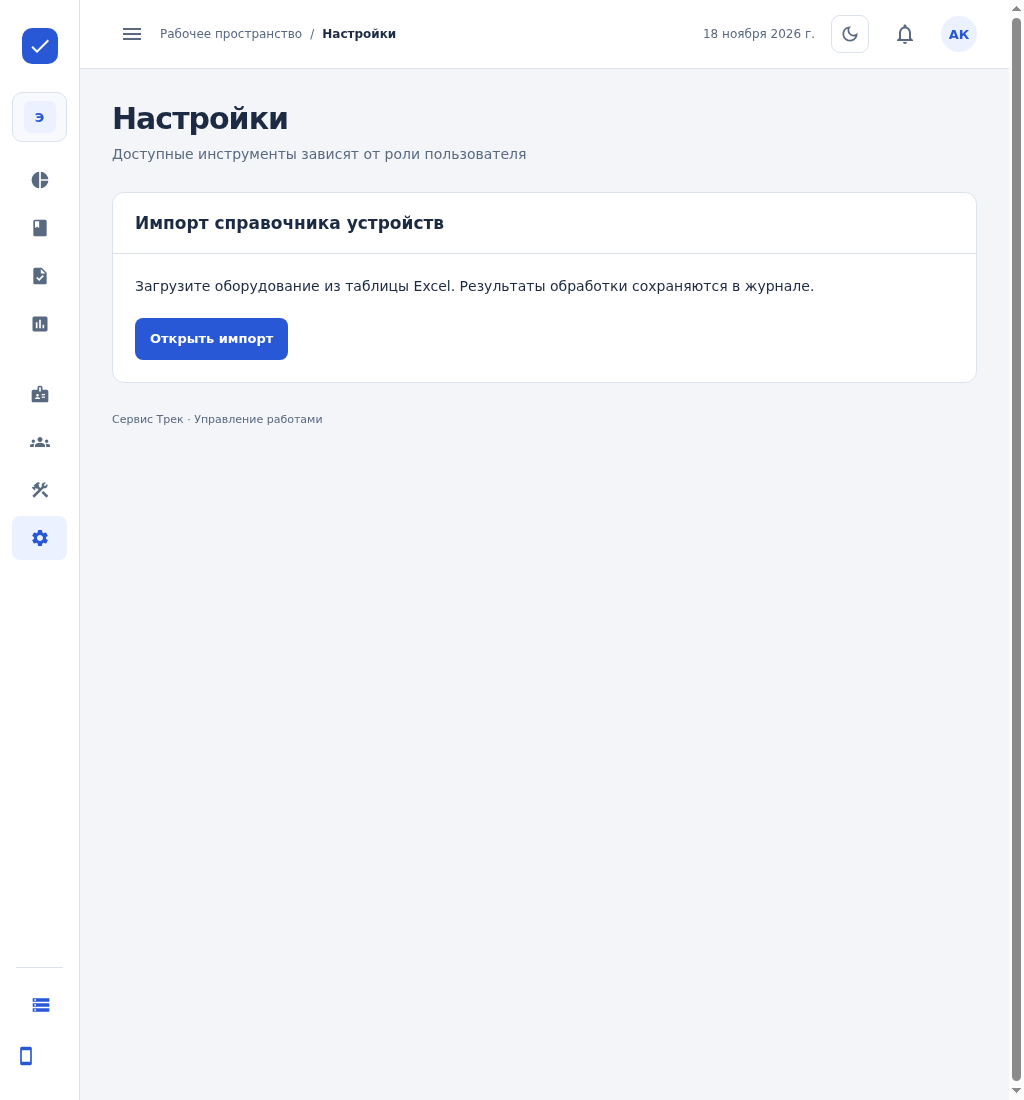 Рабочее пространство / Настройки
18 ноября 2026 г.
АК
Э
Настройки
Доступные инструменты зависят от роли пользователя
Импорт справочника устройств
Загрузите оборудование из таблицы Excel. Результаты обработки сохраняются в журнале.
Открыть импорт
Сервис Трек · Управление работами